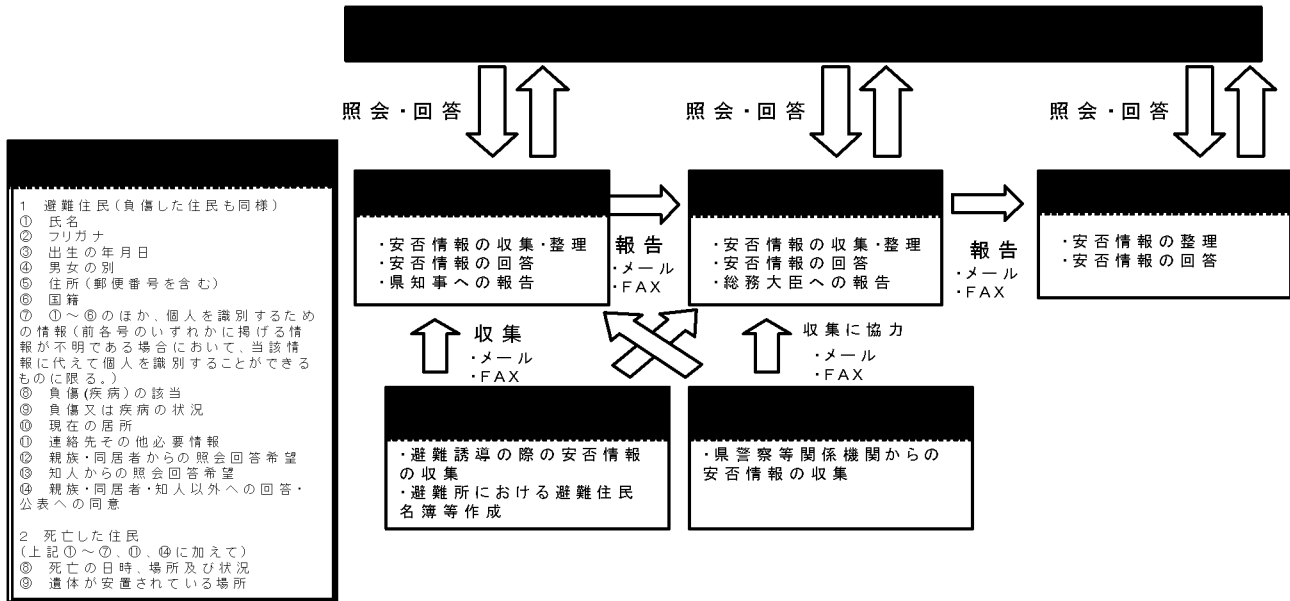 照会・回答
照会・回答
照会・回答
1 避難住民(負傷した住民も同様)
① 氏名
② フリガナ
③ 出生の年月日
④ 男女の別
⑤ 住所(郵便番号を含む)
⑥ 国籍
⑦ ①～⑥のほか、個人を識別するため
の情報(前各号のいずれかに掲げる情
報が不明である場合において、当該情
報に代えて個人を識別することができる
ものに限る。)
⑧ 負傷(疾病)の該当
⑨ 負傷又は疾病の状況
⑩ 現在の居所
⑪ 連絡先その他必要情報
⑫ 親族・同居者からの照会回答希望
⑬ 知人からの照会回答希望
⑭ 親族・同居者・知人以外への回答・
公表への同意
2 死亡した住民
(上記①～⑦、⑪、⑭に加えて)
⑧ 死亡の日時、場所及び状況
⑨ 遺体が安置されている場所
・安否情報の収集・整理
・安否情報の回答
・県知事への報告
報告
・メール
・FAX
・安否情報の収集・整理
・安否情報の回答
・総務大臣への報告
報告
・メール
・FAX
・安否情報の整理
・安否情報の回答
収集
・メール
・FAX
収集に協力
・メール
・FAX
・避難誘導の際の安否情報
の収集
・避難所における避難住民
名簿等作成
・県警察等関係機関からの
安否情報の収集